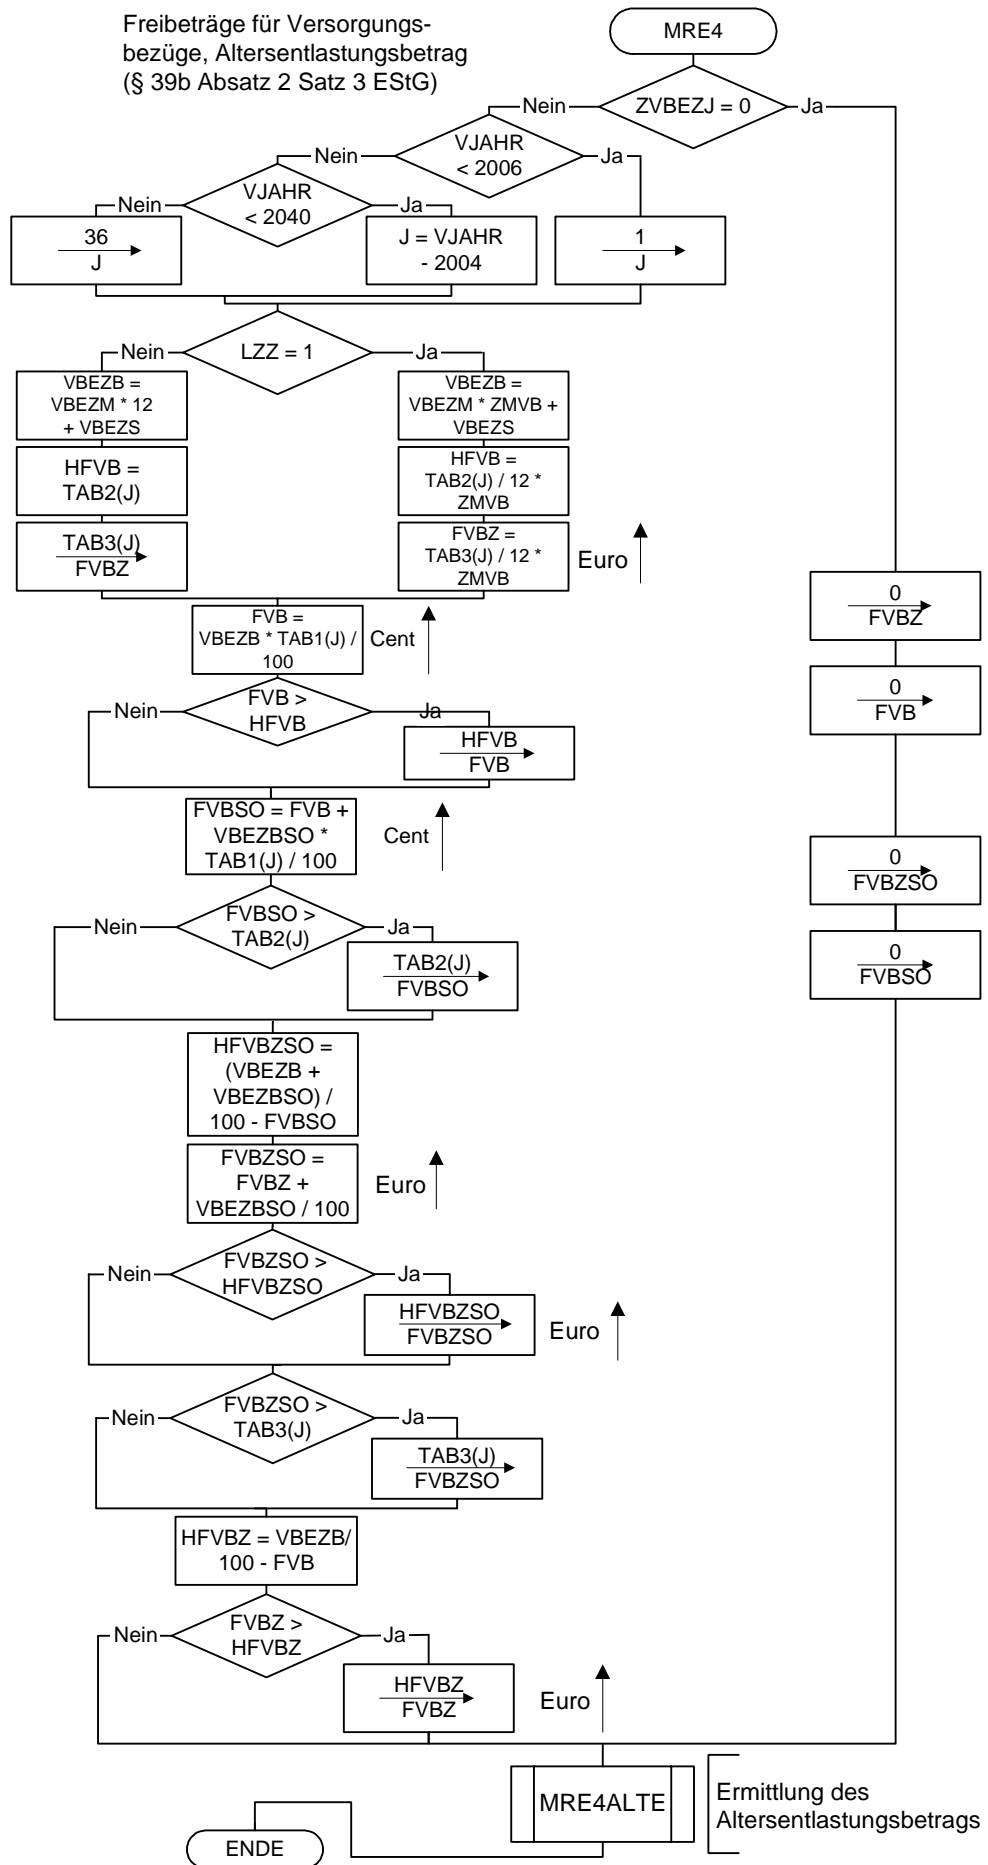 Freibeträge für Versorgungs-
bezüge, Altersentlastungsbetrag
(§ 39b Absatz 2 Satz 3 EStG)
MRE4
ZVBEZJ = 0
Nein
Ja
VJAHR
< 2006
Nein
Ja
VJAHR
< 2040
Nein
Ja
36
J
J = VJAHR
- 2004
1
J
LZZ = 1
Nein
Ja
VBEZB =
VBEZM * 12
+ VBEZS
HFVB =
TAB2(J)
TAB3(J)
FVBZ
VBEZB =
VBEZM * ZMVB +
VBEZS
HFVB =
TAB2(J) / 12 *
ZMVB
FVBZ =
TAB3(J) / 12 *
ZMVB
Euro
0
FVBZ
FVB =
VBEZB * TAB1(J) /
100
Cent
0
FVB
FVB >
HFVB
Nein
Ja
HFVB
FVB
FVBSO = FVB +
VBEZBSO *
TAB1(J) / 100
Cent
0
FVBZSO
FVBSO >
TAB2(J)
Nein
Ja
TAB2(J)
FVBSO
0
FVBSO
HFVBZSO =
(VBEZB +
VBEZBSO) /
100 - FVBSO
FVBZSO =
FVBZ +
VBEZBSO / 100
Euro
FVBZSO >
HFVBZSO
Nein
Ja
HFVBZSO
FVBZSO
Euro
FVBZSO >
TAB3(J)
Nein
Ja
TAB3(J)
FVBZSO
HFVBZ = VBEZB/
100 - FVB
FVBZ >
HFVBZ
Nein
Ja
HFVBZ
FVBZ
Euro
MRE4ALTE
Ermittlung des
Altersentlastungsbetrags
ENDE